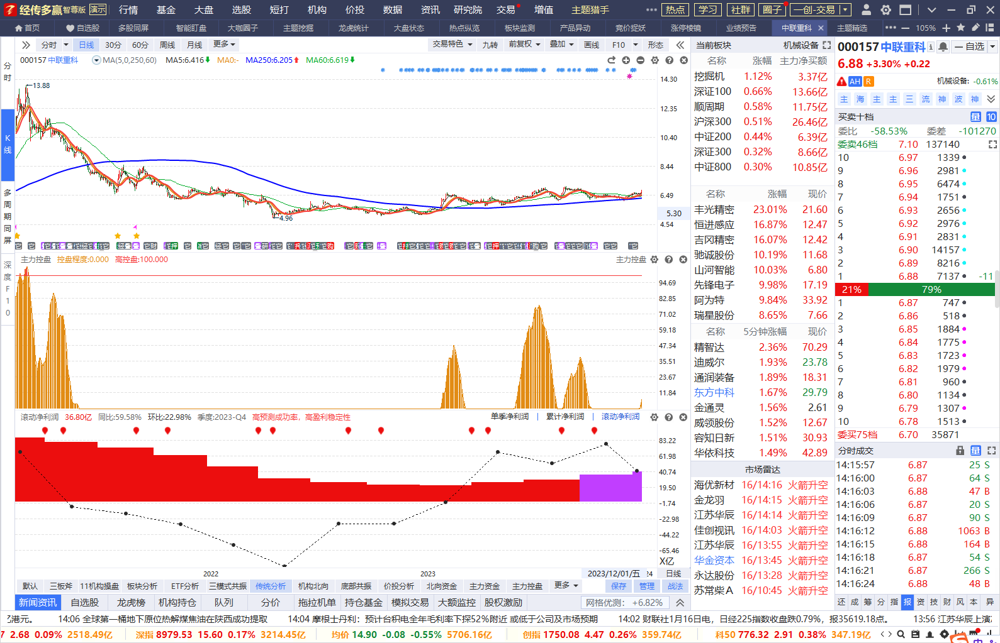 经传多赢 智尊版 演示 行情 基金 大盘 选股 短打 机构 价投 数据 资讯 研究院 交易 增值 主题猎手 热点 学习 社群 圈子 一创-交易
首页 自选股 多股同屏 智能盯盘 大咖圈子 主题挖掘 龙虎统计 大盘状态 热点纵览 板块监测 产品异动 竞价捉妖 涨停棱镜 业绩预告 中联重科 主题精选 105%
分时 日线 30分 60分 周线 月线 更多 交易特色 九转 前复权 叠加 画线 F10 形态
000157 中联重科 MA(5,0,250,60) MA5:6.416 MA0:- MA250:6.205 MA60:6.619
分时
K线
多周期同屏
深度F10
13.88
4.96
14.30
12.35
10.40
8.44
6.49
5.30
4.54
主力控盘 控盘程度:0.000 高控盘:100.000 主力控盘
94.69
82.85
71.02
59.18
47.34
35.51
23.67
11.84
滚动净利润 36.80亿 同比:59.58% 环比:22.98% 季度:2023-Q4 高预测成功率，高盈利稳定性 单季净利润 | 累计净利润 | 滚动净利润
83.22
61.98
40.74
19.50
-1.74
-22.98
-44.22
-65.46
X亿
2022 2023 2023/12/01/五 24 日线
默认 三板斧 11机构操盘 板块分析 ETF分析 三模式共振 传统分析 机构北向 底部共振 价投分析 北向资金 主力资金 主力控盘 更多 保存 管理 战法
新闻资讯 自选股 龙虎榜 机构持仓 队列 分价 拖拉机单 持仓基金 模拟交易 大额监控 股权激励 网格优测: +6.82%
当前板块 机械设备
名称 涨幅 主力净买额
挖掘机 1.12% 3.37亿
深证100 0.66% 13.66亿
顺周期 0.58% 11.75亿
沪深300 0.51% 26.46亿
中证200 0.44% 6.39亿
深证300 0.32% 8.66亿
中证800 0.30% 10.85亿
名称 涨幅 现价
丰光精密 23.01% 21.60
恒进感应 16.87% 12.47
吉冈精密 16.07% 12.42
驰诚股份 10.19% 11.68
山河智能 10.03% 6.80
先锋电子 9.98% 17.19
阿为特 9.84% 33.92
瑞星股份 8.65% 7.66
名称 5分钟涨幅 现价
精智达 2.36% 70.29
迪威尔 1.93% 23.78
通润装备 1.89% 18.31
东方中科 1.67% 29.79
金通灵 1.56% 2.61
威领股份 1.52% 12.67
容知日新 1.51% 30.93
华依科技 1.49% 42.89
市场雷达
海优新材 16/14:16 火箭升空
金龙羽 16/14:15 火箭升空
江苏华辰 16/14:14 火箭升空
佳创视讯 16/14:03 火箭升空
江苏华辰 16/13:55 火箭升空
华金资本 16/13:45 火箭升空
永达股份 16/13:28 火箭升空
苏常柴A 16/10:45 火箭升空
000157 中联重科 自选
6.88 +3.30% +0.22
AH R 机械设备: -0.61%
主 海 主 主 三 流 神 波 神
买卖十档 量 10
委比 -58.53% 委差 -101270
委卖46档 7.10 137140
10 6.97 1339
9 6.96 2981
8 6.95 6474
7 6.94 1751
6 6.93 2656
5 6.92 2976
4 6.91 2831
3 6.90 14157
2 6.89 8216
1 6.88 7137 -11
21% 79%
1 6.87 747
2 6.86 518
3 6.85 1884
4 6.84 1775
5 6.83 1723
6 6.82 1979
7 6.81 960
8 6.80 1134
9 6.79 1307
10 6.78 1513
委买75档 6.70 35871
分时成交 量
14:15:57 6.87 25 S
14:16:00 6.87 64 S
14:16:03 6.88 47 B
14:16:06 6.87 20 S
14:16:09 6.87 90 S
14:16:12 6.88 1063 B
14:16:15 6.88 164 B
14:16:18 6.87 54 S
14:16:21 6.87 266 S
14:16:24 6.88 48 B
还 成 筹 分 指 报 资 技 财 风 本 异
亿港元。 14:06 全球第一桶地下原位热解煤焦油在陕西成功提取 14:04 摩根士丹利：预计台积电全年毛利率下探52%附近 或低于公司及市场预期 14:02 财联社1月16日电，日经225指数收盘跌0.79%，报35619.18点。 13:56 江苏华辰上演
7 2.68 0.09% 2518.49亿 深指 8979.53 15.60 0.17% 3214.45亿 均价 14.90 -0.08 -0.55% 5706.16亿 创指 1750.08 4.47 0.26% 359.74亿 科50 776.32 2.91 0.38% 347.19亿